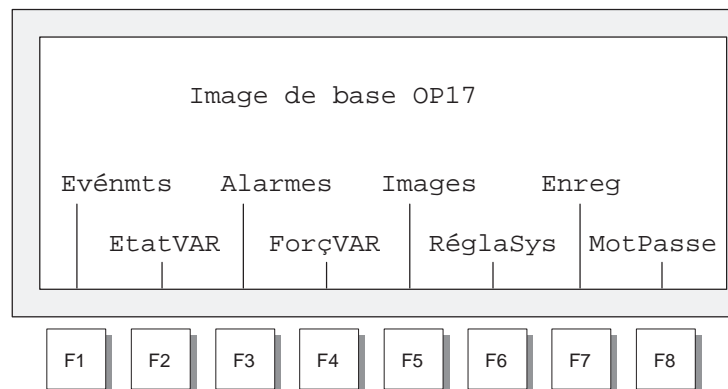 Image de base OP17
Evénmts Alarmes Images Enreg
EtatVAR ForçVAR RéglaSys MotPasse
F1 F2 F3 F4 F5 F6 F7 F8